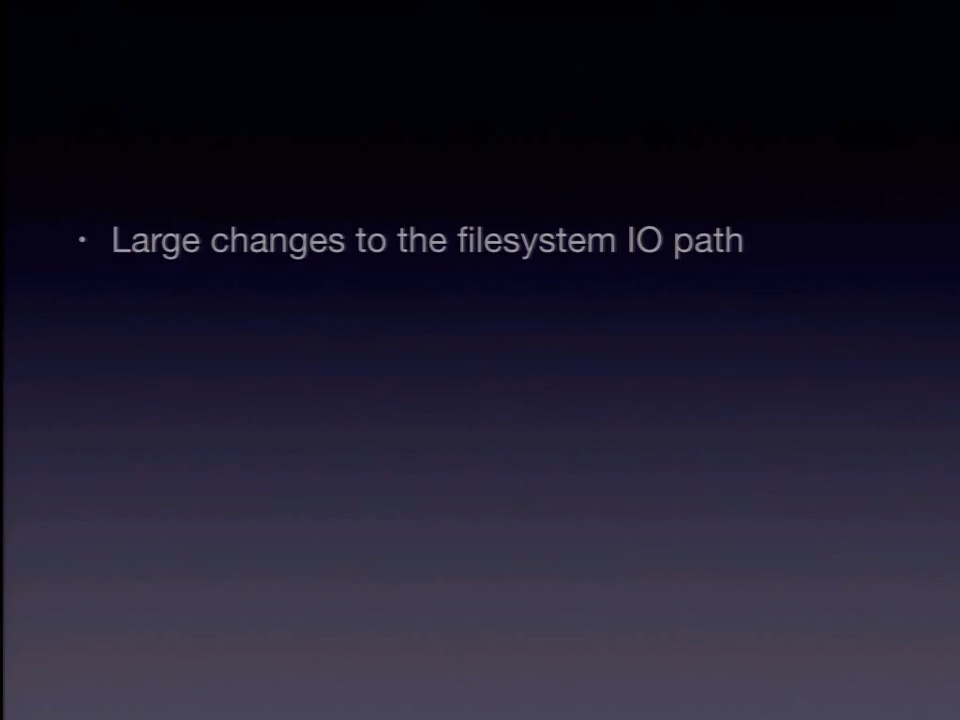 • Large changes to the filesystem IO path